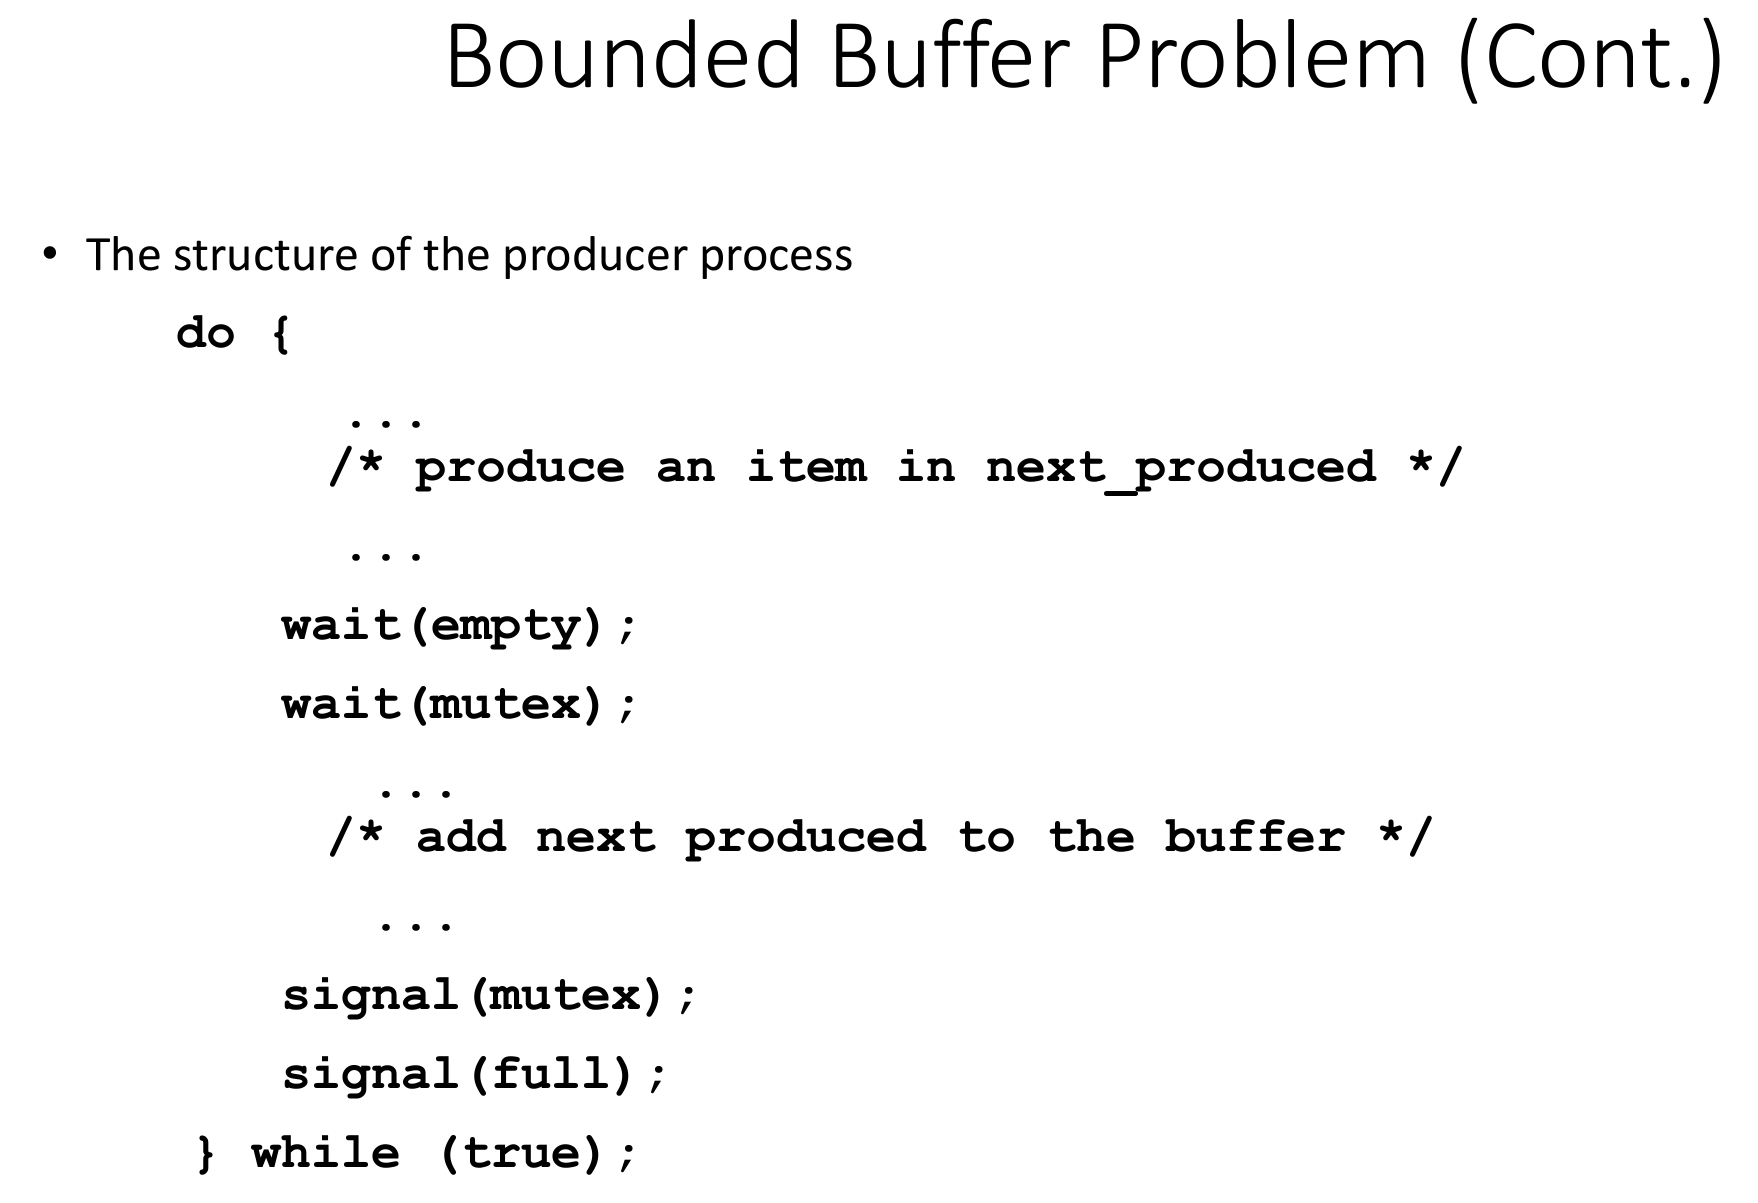 Bounded Buffer Problem (Cont.)
• The structure of the producer process
do {
...
/* produce an item in next_produced */
...
wait(empty);
wait(mutex);
...
/* add next produced to the buffer */
...
signal(mutex);
signal(full);
} while (true);